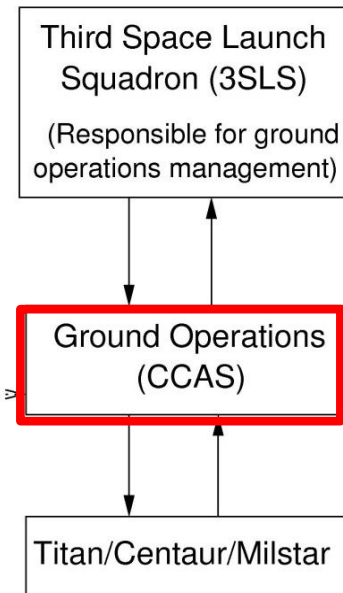 Third Space Launch
Squadron (3SLS)
(Responsible for ground
operations management)
Ground Operations
(CCAS)
Titan/Centaur/Milstar